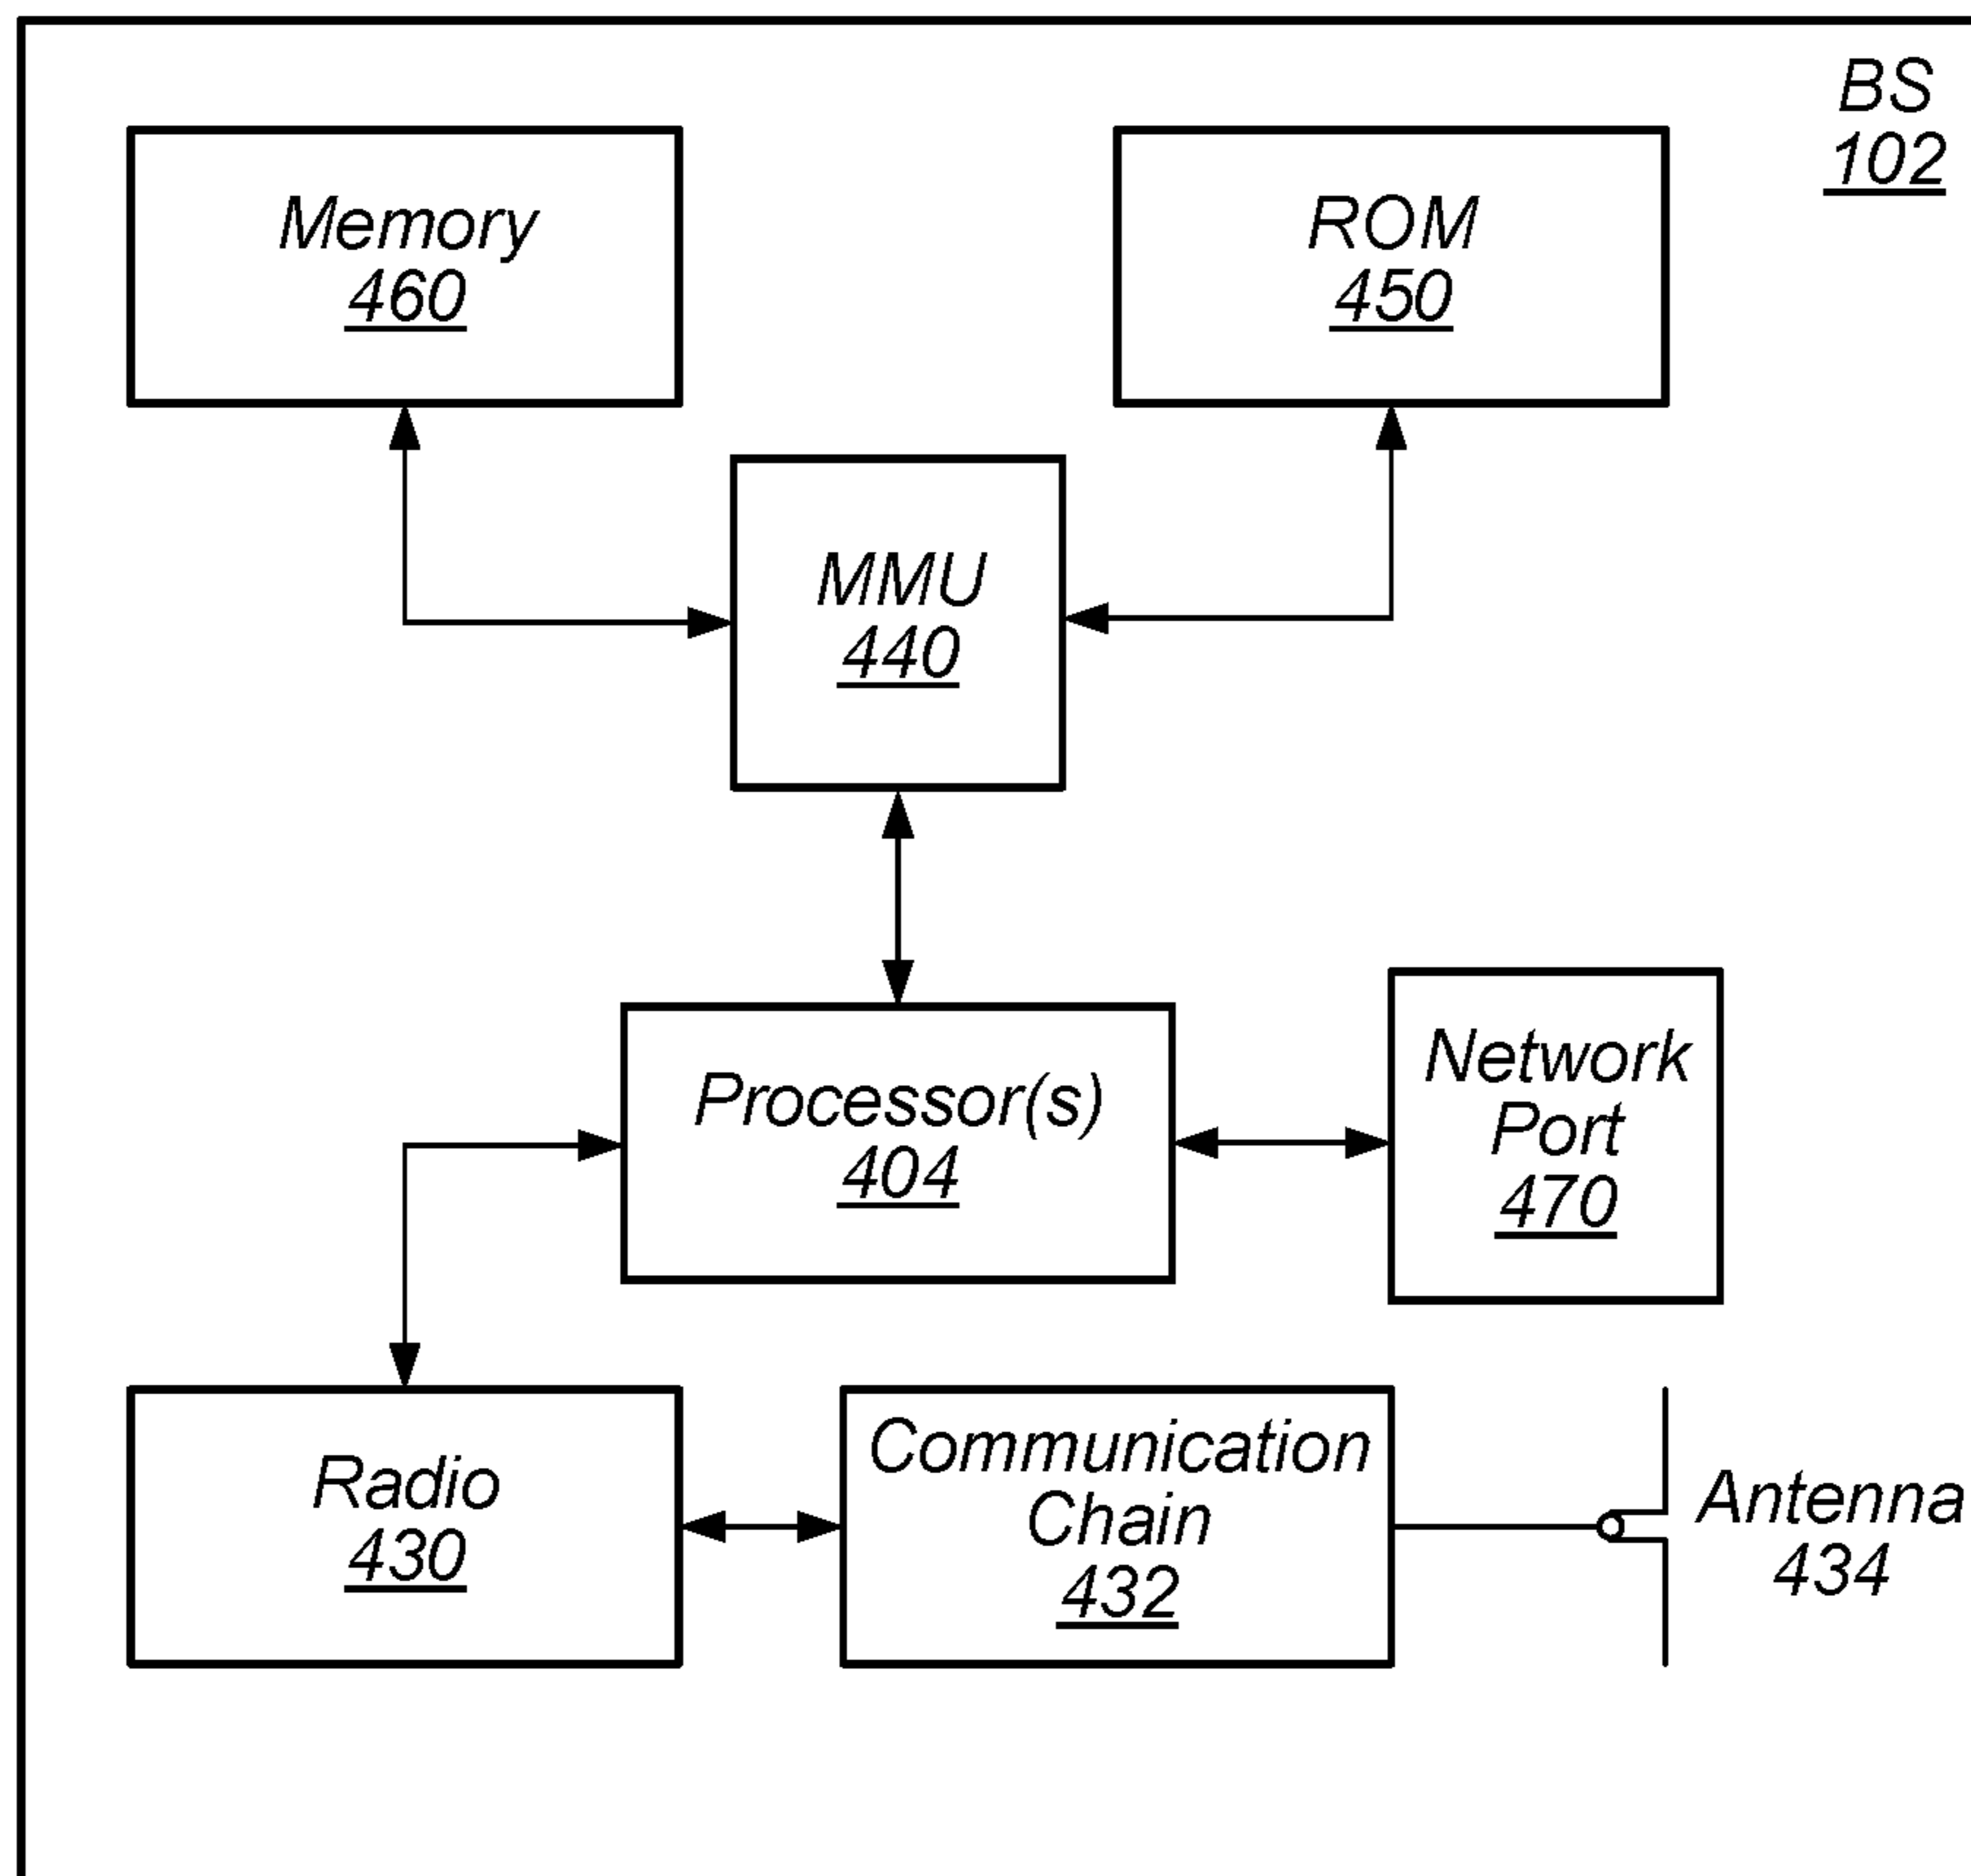 BS
102
Memory
460
ROM
450
MMU
440
Processor(s)
404
Network
Port
470
Radio
430
Communication
Chain
432
Antenna
434